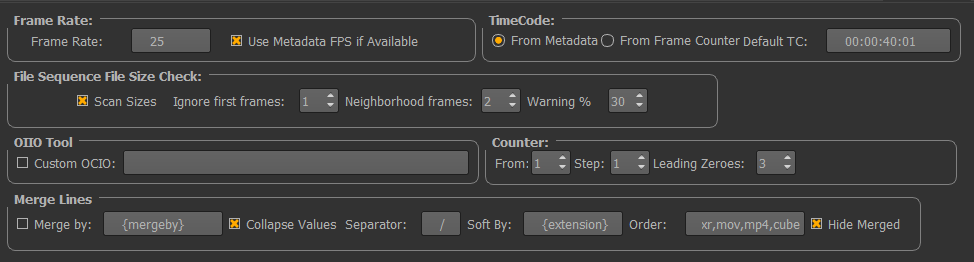 Frame Rate: TimeCode:
Frame Rate: 25 Use Metadata FPS if Available From Metadata From Frame Counter Default TC: 00:00:40:01
File Sequence File Size Check:
Scan Sizes Ignore first frames: 1 Neighborhood frames: 2 Warning % 30
OIIO Tool Counter:
Custom OCIO: From: 1 Step: 1 Leading Zeroes: 3
Merge Lines
Merge by: {mergeby} Collapse Values Separator: / Soft By: {extension} Order: xr,mov,mp4,cube Hide Merged